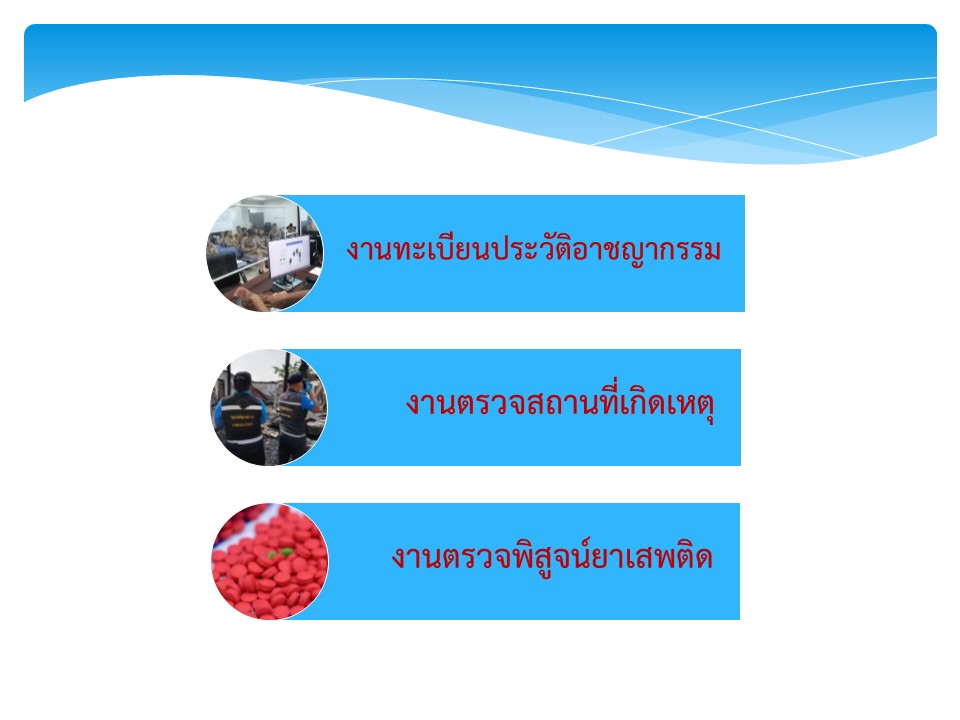 งานทะเบียนประวัติอาชญากรรม
งานตรวจสถานที่เกิดเหตุ
งานตรวจพิสูจน์ยาเสพติด